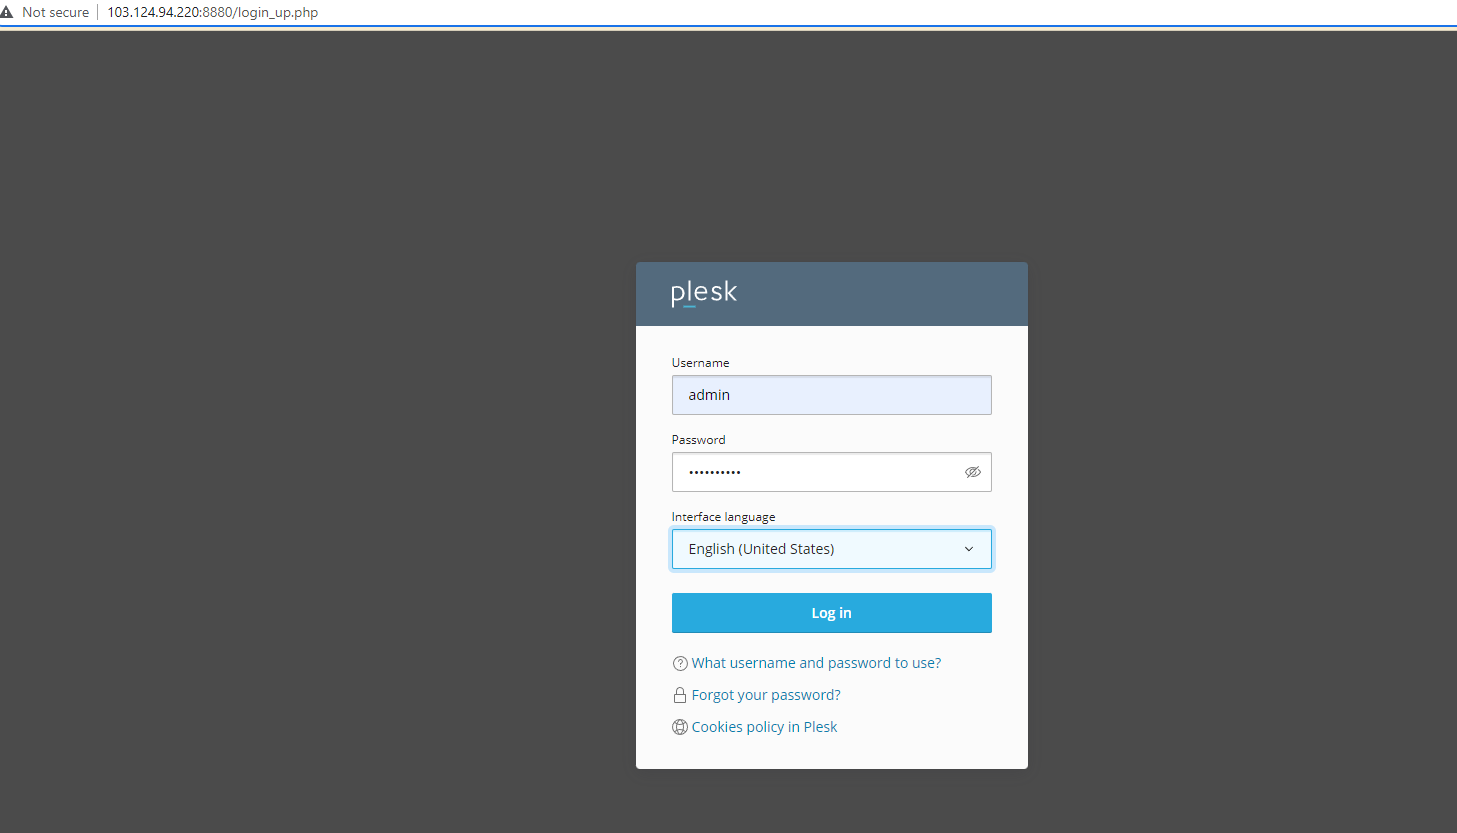 Not secure 103.124.94.220:8880/login_up.php
plesk
Username
admin
Password
••••••••••
Interface language
English (United States)
Log in
What username and password to use?
Forgot your password?
Cookies policy in Plesk